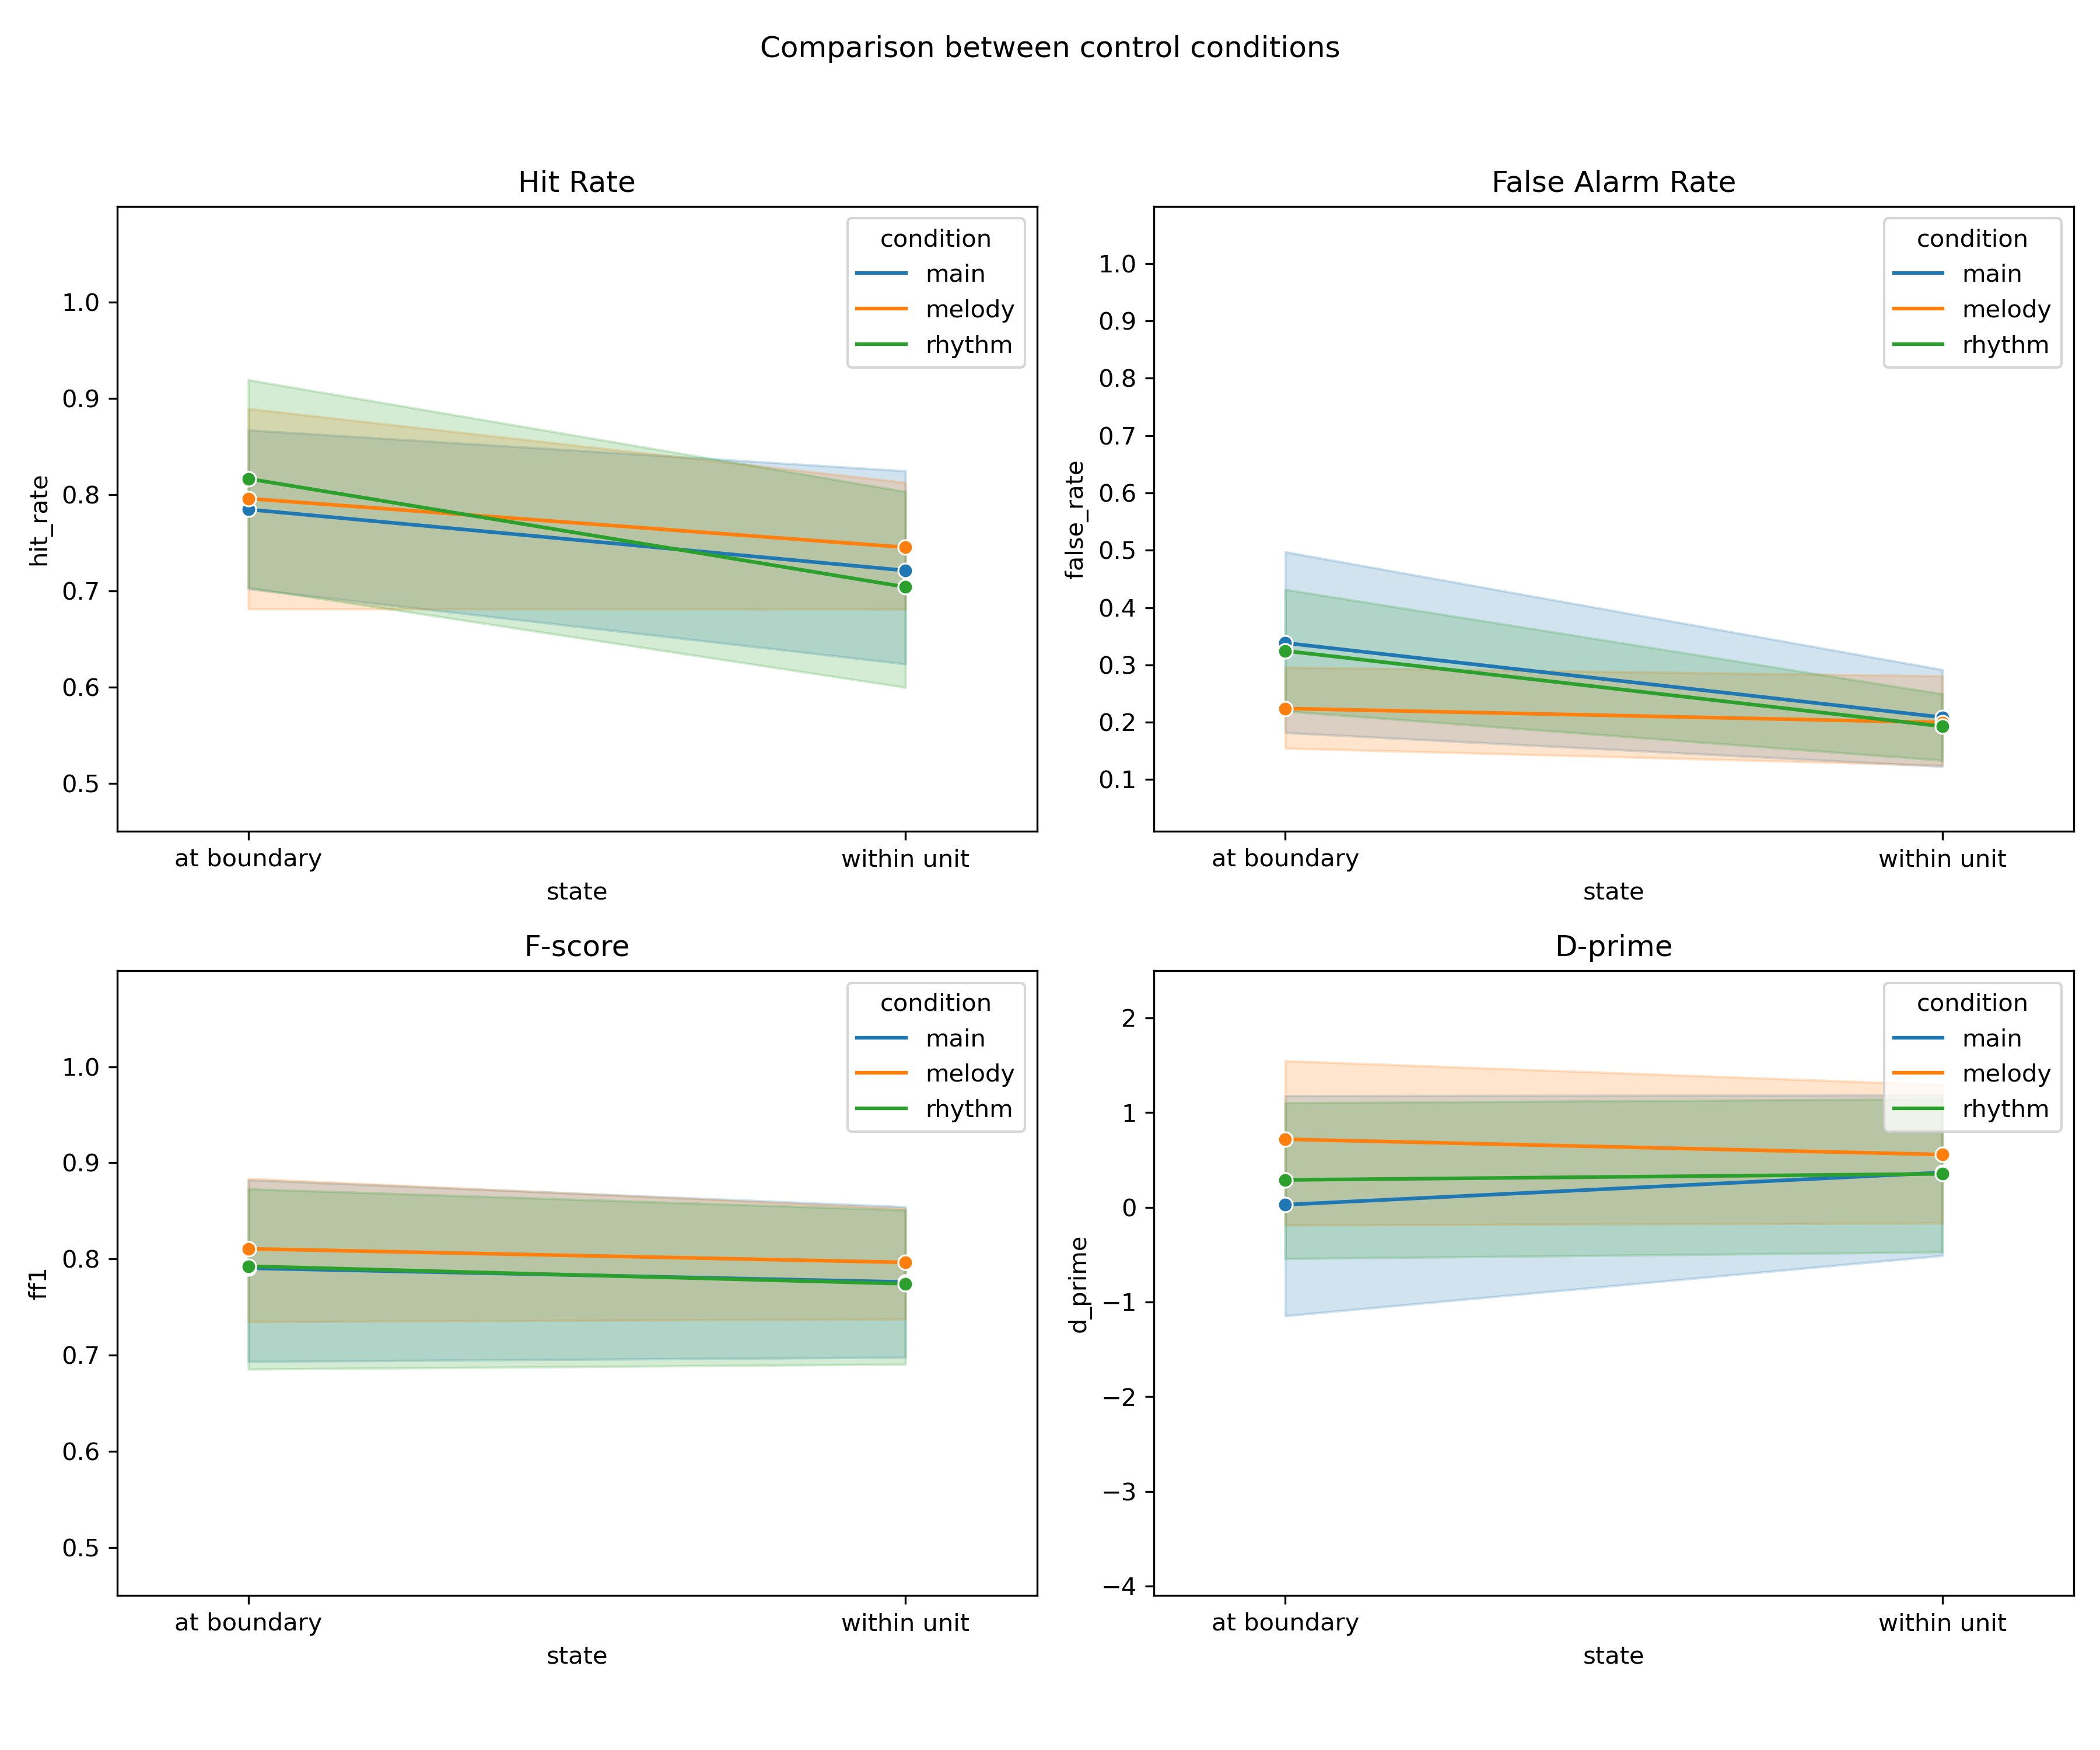 Comparison between control conditions
Hit Rate
condition
main
melody
rhythm
1.0
0.9
0.8
0.7
0.6
0.5
hit_rate
at boundary
within unit
state
False Alarm Rate
condition
main
melody
rhythm
1.0
0.9
0.8
0.7
0.6
0.5
0.4
0.3
0.2
0.1
false_rate
at boundary
within unit
state
F-score
condition
main
melody
rhythm
1.0
0.9
0.8
0.7
0.6
0.5
ff1
at boundary
within unit
state
D-prime
condition
main
melody
rhythm
2
1
0
−1
−2
−3
−4
d_prime
at boundary
within unit
state